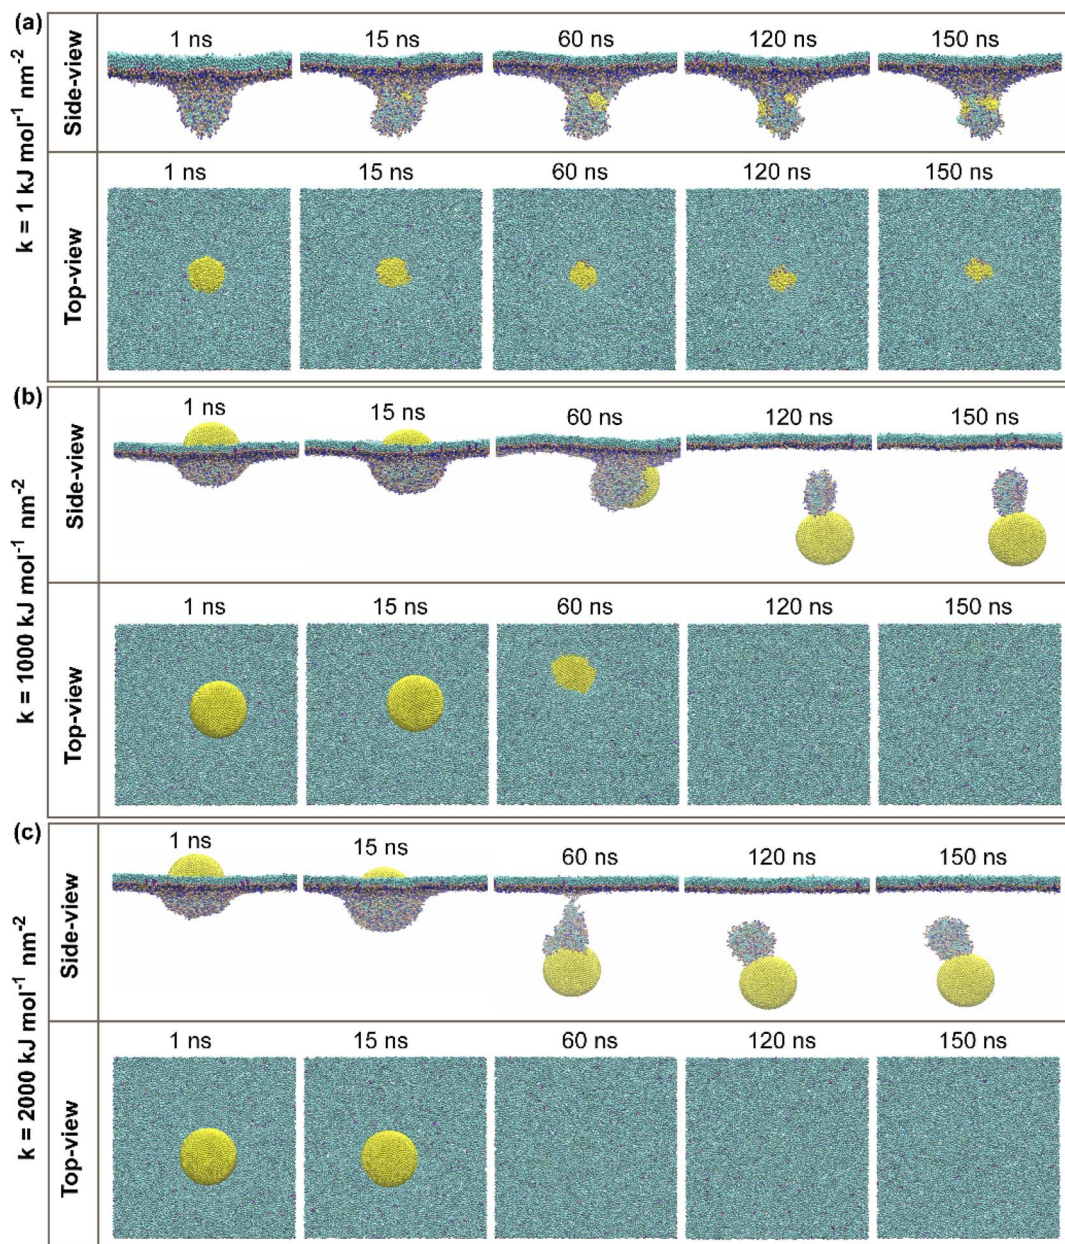 (a)
k = 1 kJ mol⁻¹ nm⁻²
Side-view
1 ns 15 ns 60 ns 120 ns 150 ns
Top-view
1 ns 15 ns 60 ns 120 ns 150 ns
(b)
k = 1000 kJ mol⁻¹ nm⁻²
Side-view
1 ns 15 ns 60 ns 120 ns 150 ns
Top-view
1 ns 15 ns 60 ns 120 ns 150 ns
(c)
k = 2000 kJ mol⁻¹ nm⁻²
Side-view
1 ns 15 ns 60 ns 120 ns 150 ns
Top-view
1 ns 15 ns 60 ns 120 ns 150 ns